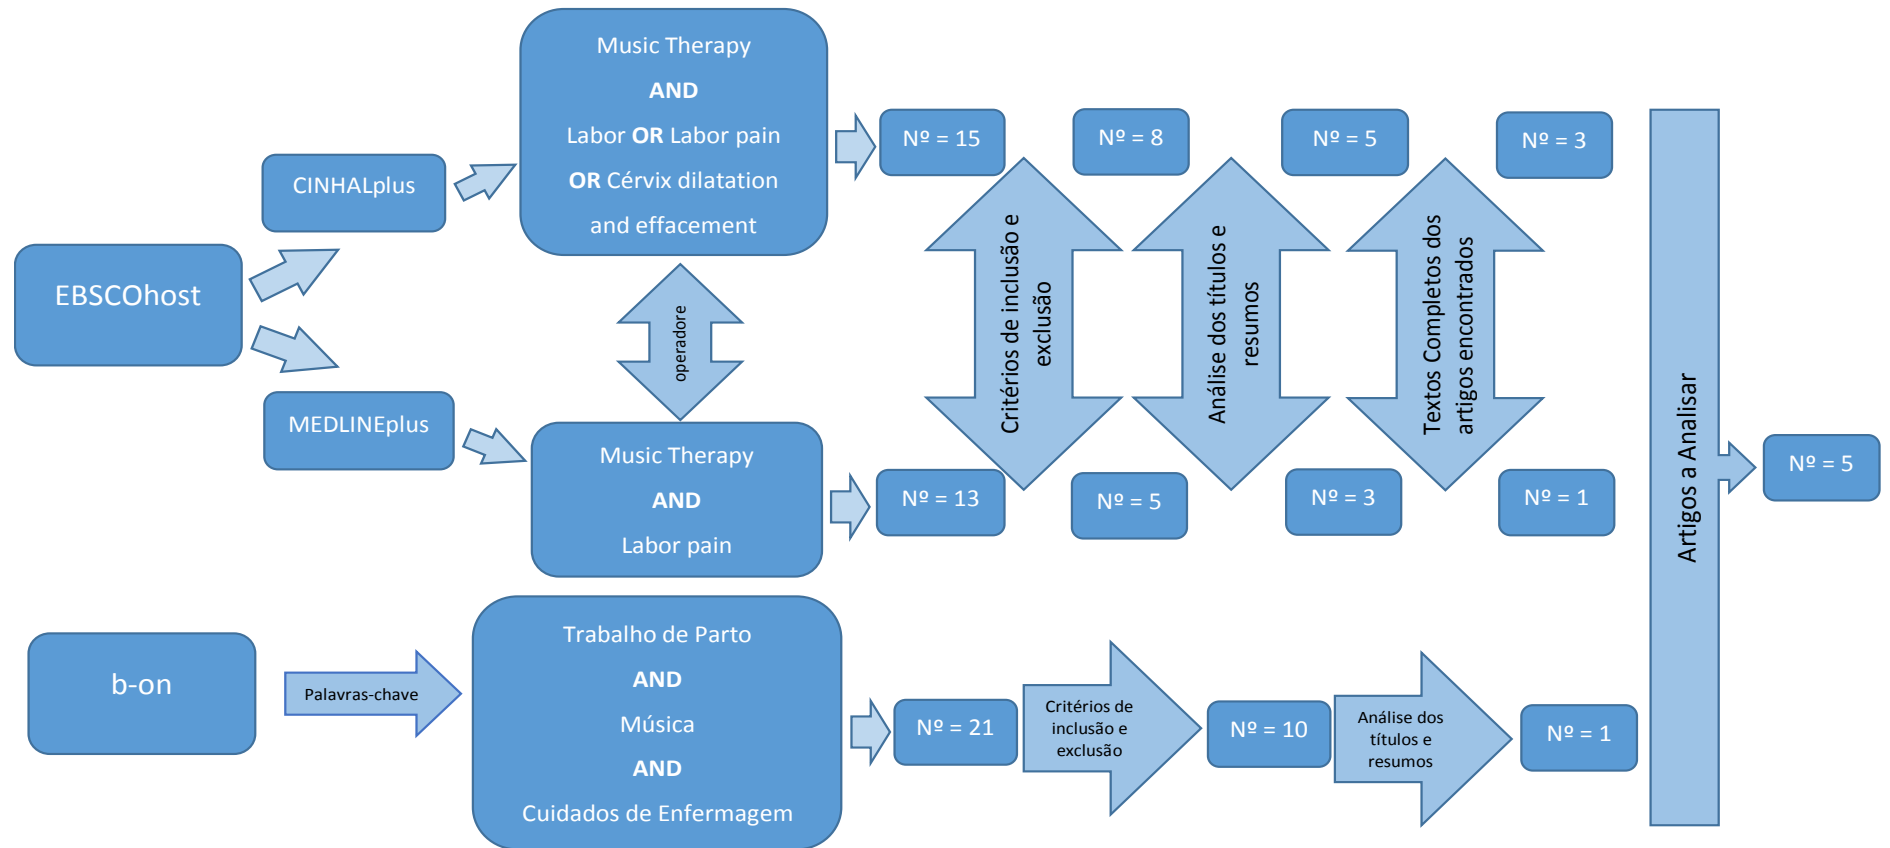 EBSCOhost
CINHALplus
MEDLINEplus
Music Therapy
AND
Labor OR Labor pain
OR Cérvix dilatation
and effacement
operadore
Music Therapy
AND
Labor pain
Nº = 15
Nº = 8
Nº = 5
Nº = 3
Critérios de inclusão e
exclusão
Análise dos títulos e
resumos
Textos Completos dos
artigos encontrados
Nº = 13
Nº = 5
Nº = 3
Nº = 1
b-on
Palavras-chave
Trabalho de Parto
AND
Música
AND
Cuidados de Enfermagem
Nº = 21
Critérios de
inclusão e
exclusão
Nº = 10
Análise dos
títulos e
resumos
Nº = 1
Artigos a Analisar
Nº = 5